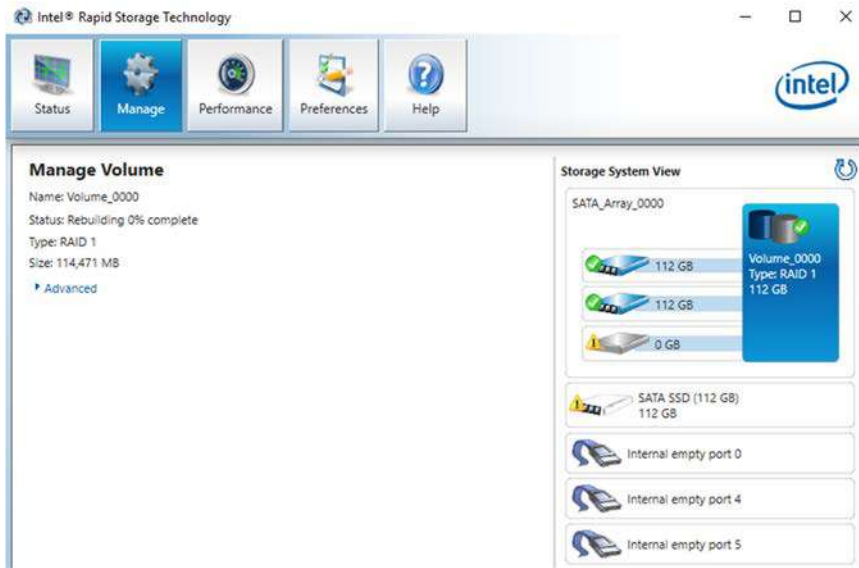 Intel® Rapid Storage Technology
Status
Manage
Performance
Preferences
Help
intel
Manage Volume
Name: Volume_0000
Status: Rebuilding 0% complete
Type: RAID 1
Size: 114,471 MB
Advanced
Storage System View
SATA_Array_0000
112 GB
112 GB
0 GB
Volume_0000
Type: RAID 1
112 GB
SATA SSD (112 GB)
112 GB
Internal empty port 0
Internal empty port 4
Internal empty port 5